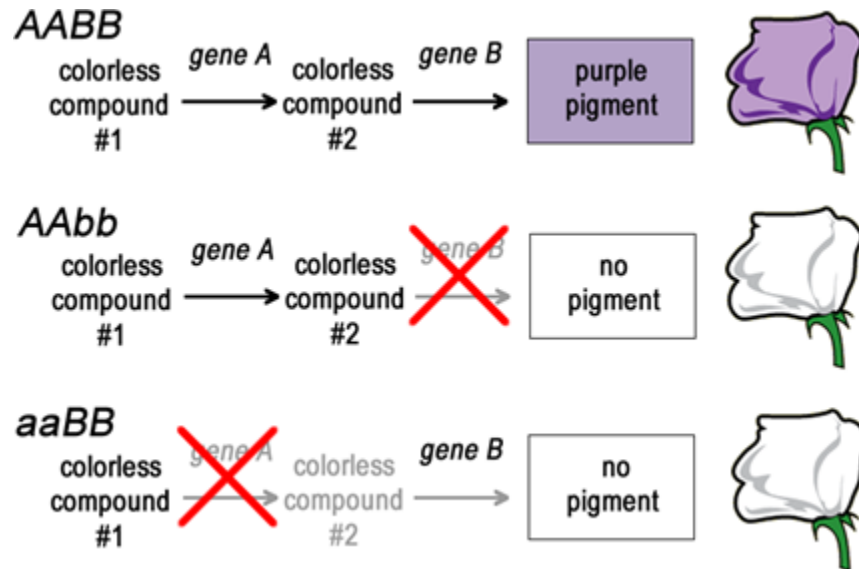 AABB
colorless compound #1
gene A
colorless compound #2
gene B
purple pigment
AAbb
colorless compound #1
gene A
colorless compound #2
gene B
no pigment
aaBB
colorless compound #1
gene A
colorless compound #2
gene B
no pigment